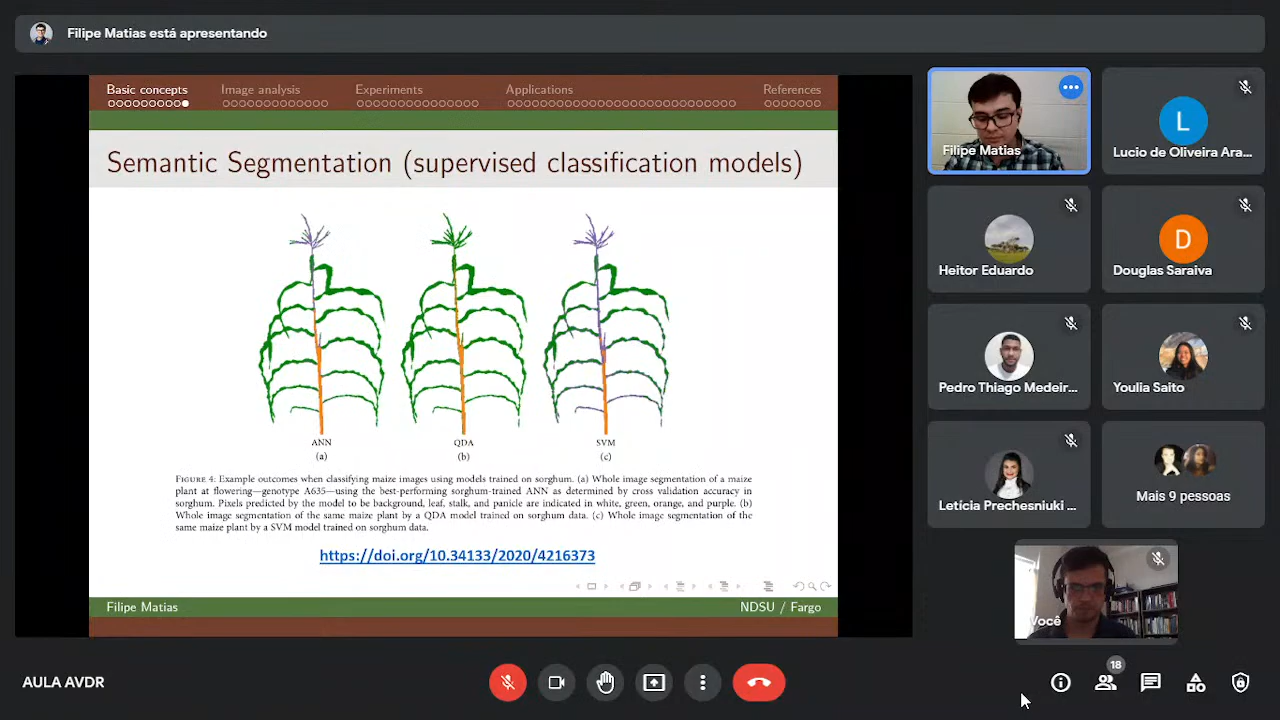 Filipe Matias está apresentando
Basic concepts
Image analysis
Experiments
Applications
References
Semantic Segmentation (supervised classification models)
ANN
QDA
SVM
(a)
(b)
(c)
FIGURE 4: Example outcomes when classifying maize images using models trained on sorghum. (a) Whole image segmentation of a maize
plant at flowering—genotype A635—using the best-performing sorghum-trained ANN as determined by cross validation accuracy in
sorghum. Pixels predicted by the model to be background, leaf, stalk, and panicle are indicated in white, green, orange, and purple. (b)
Whole image segmentation of the same maize plant by a QDA model trained on sorghum data. (c) Whole image segmentation of the
same maize plant by a SVM model trained on sorghum data.
https://doi.org/10.34133/2020/4216373
Filipe Matias
NDSU / Fargo
Filipe Matias
L
Lucio de Oliveira Ara...
Heitor Eduardo
D
Douglas Saraiva
Pedro Thiago Medeir...
Youlia Saito
Letícia Prechesniuki ...
Mais 9 pessoas
Você
AULA AVDR
18